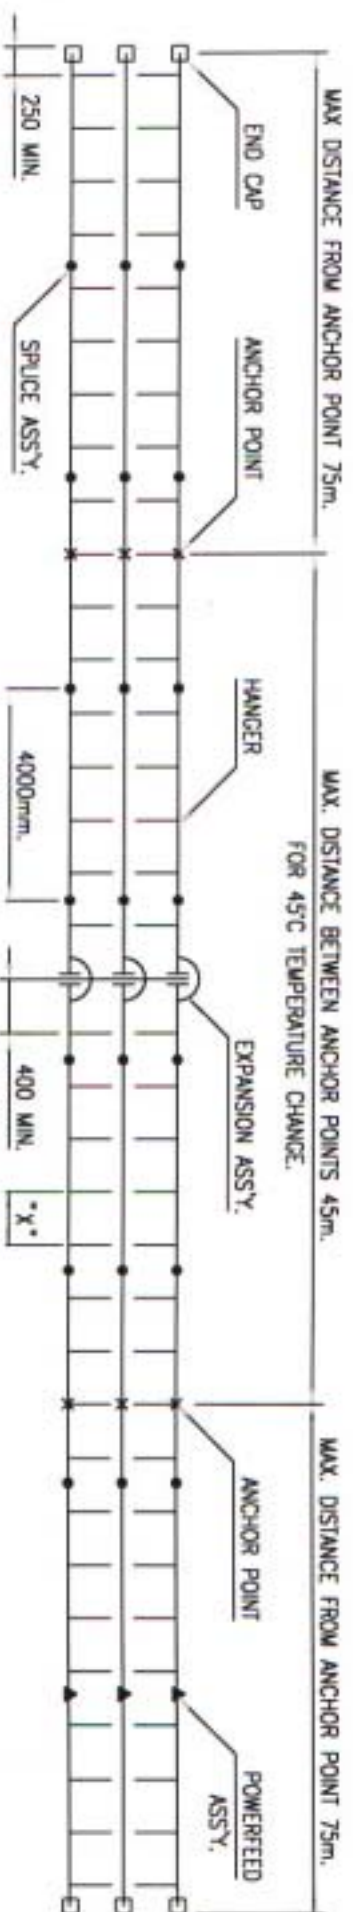 MAX DISTANCE FROM ANCHOR POINT 75m.
MAX. DISTANCE BETWEEN ANCHOR POINTS 45m.
FOR 45°C TEMPERATURE CHANGE.
MAX. DISTANCE FROM ANCHOR POINT 75m.
END CAP
ANCHOR POINT
HANGER
EXPANSION ASS'Y.
ANCHOR POINT
POWERFEED
ASS'Y.
250 MIN.
SPLICE ASS'Y.
4000mm.
400 MIN.
"X"